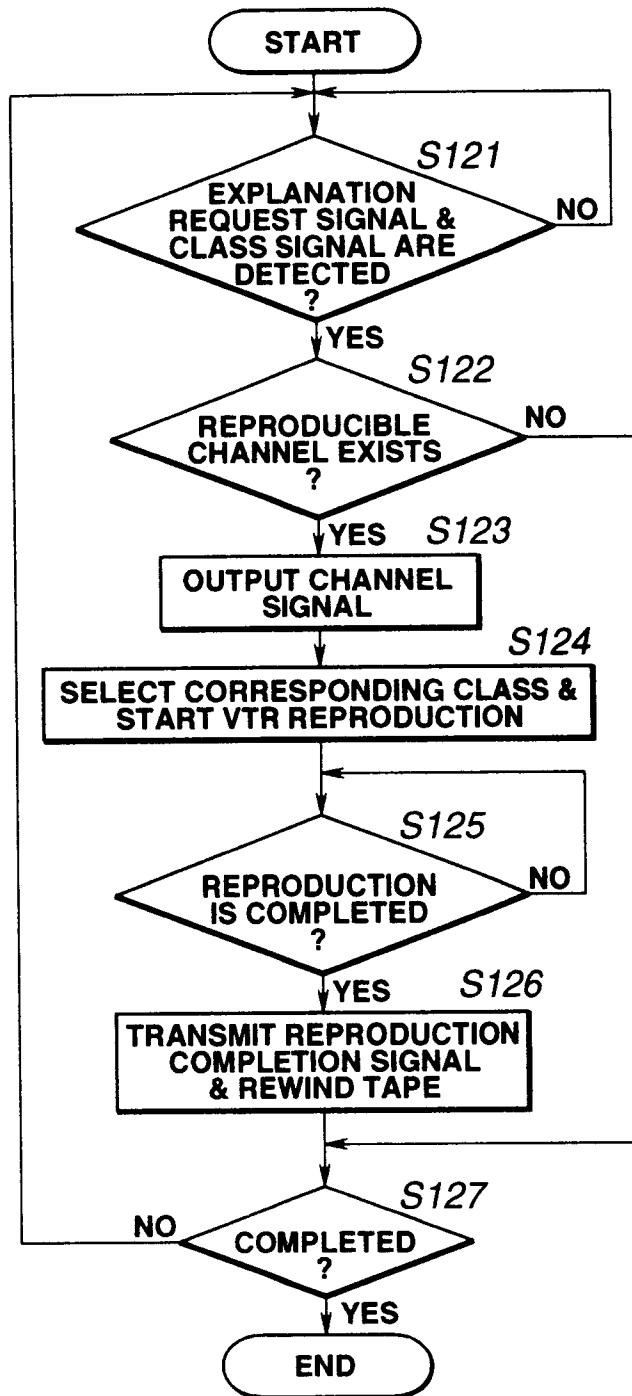 START
S121
EXPLANATION
REQUEST SIGNAL &
CLASS SIGNAL ARE
DETECTED
?
NO
YES
S122
REPRODUCIBLE
CHANNEL EXISTS
?
NO
YES
S123
OUTPUT CHANNEL
SIGNAL
S124
SELECT CORRESPONDING CLASS &
START VTR REPRODUCTION
S125
REPRODUCTION
IS COMPLETED
?
NO
YES
S126
TRANSMIT REPRODUCTION
COMPLETION SIGNAL
& REWIND TAPE
S127
NO
COMPLETED
?
YES
END